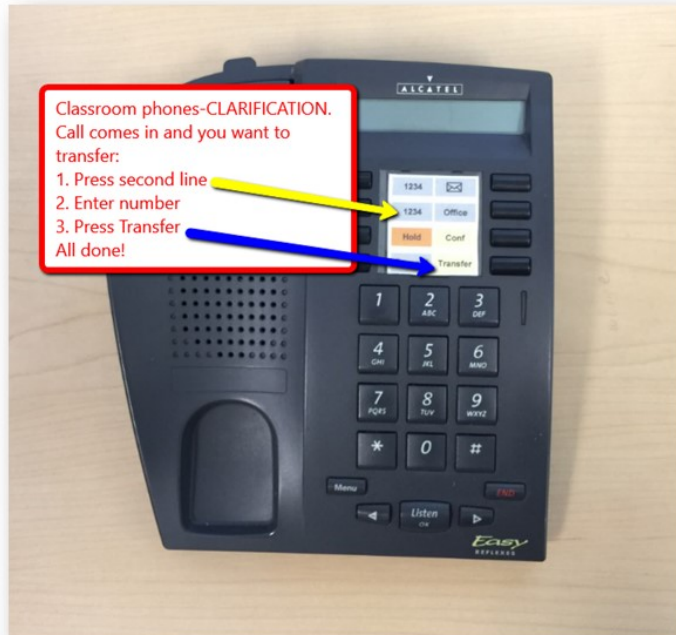 ALCATEL
Classroom phones-CLARIFICATION.
Call comes in and you want to
transfer:
1. Press second line
2. Enter number
3. Press Transfer
All done!
1234
1234 Office
Hold Conf
Transfer
1 2 3
ABC DEF
4 5 6
GHI JKL MNO
7 8 9
PQRS TUV WXYZ
* 0 #
Menu END
Listen
OK
Easy
REFLEXES